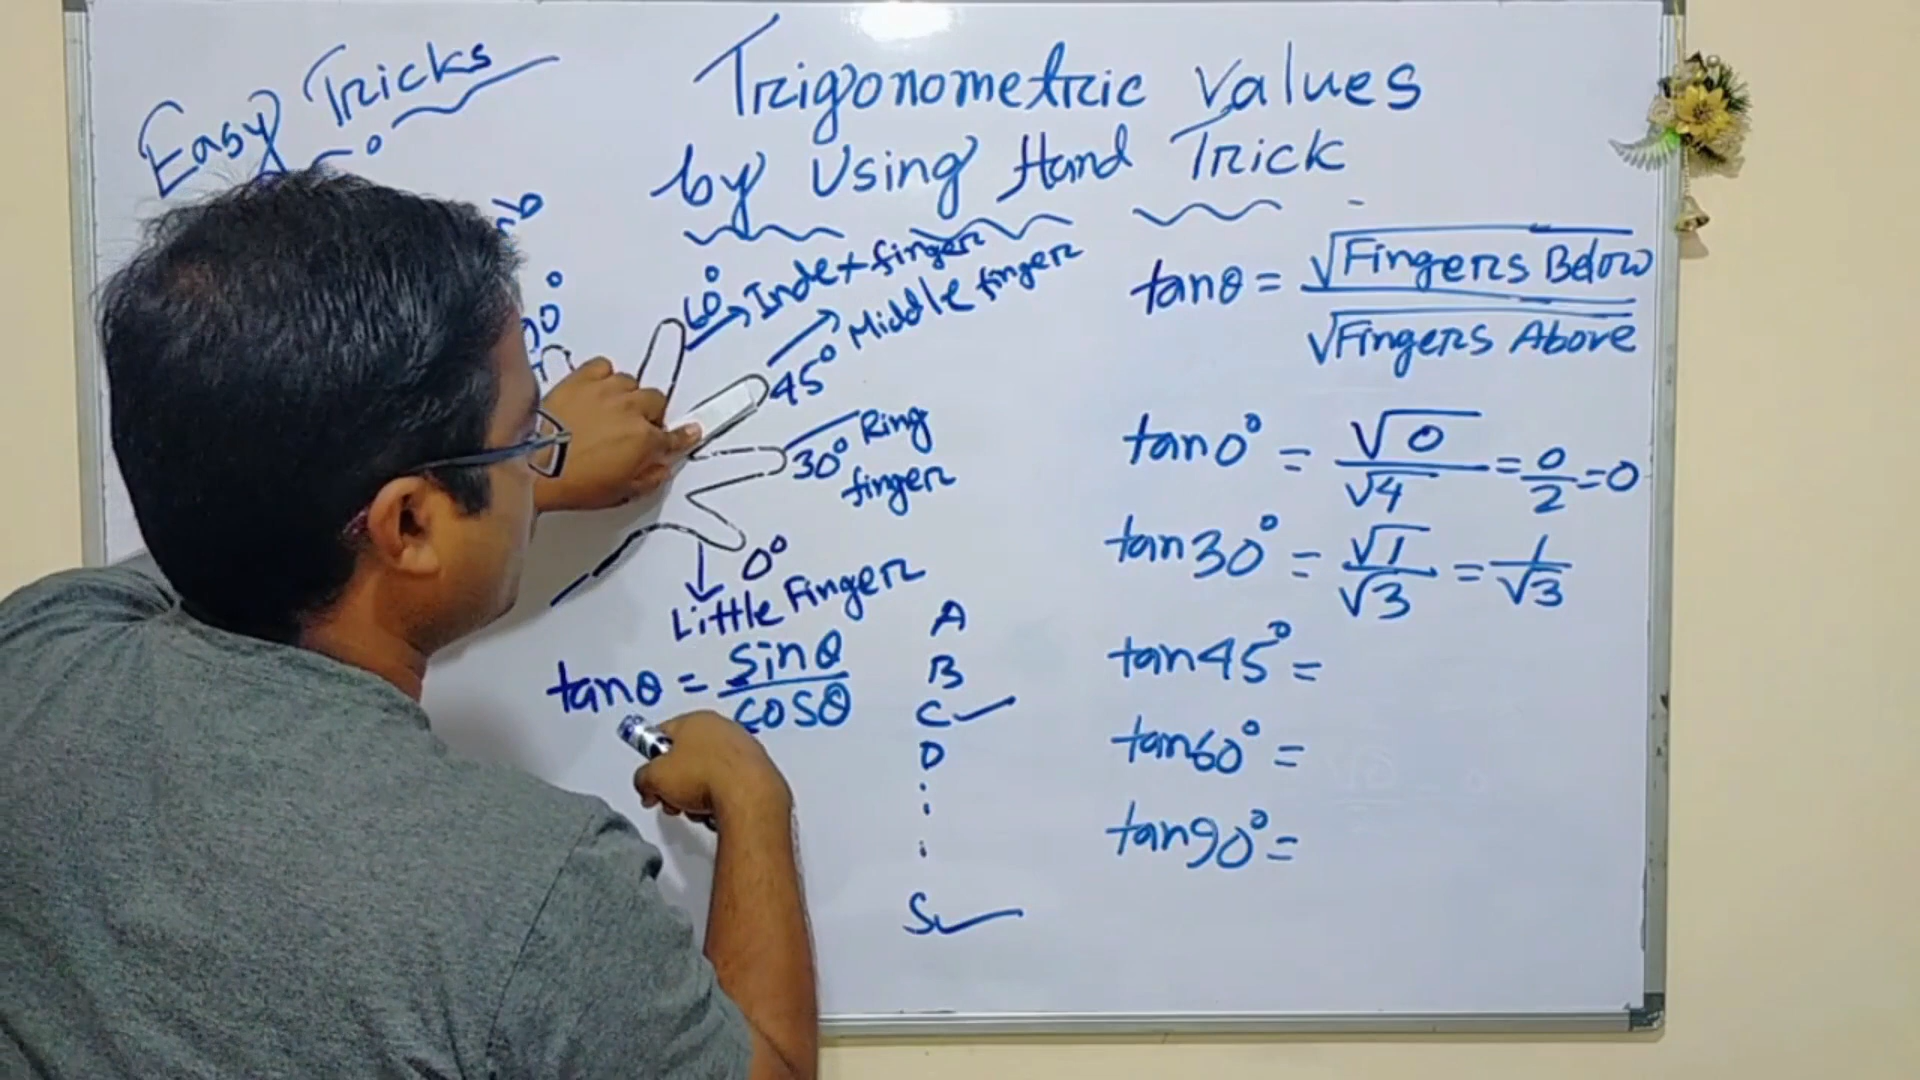 Easy Tricks
Trigonometric Values
by Using Hand Trick
60° → Index finger
45° Middle finger
30° Ring
finger
0°
Little Finger
tanθ = sinθ / cosθ
A
B
C
D
S
tanθ = √Fingers Below / √Fingers Above
tan0° = √0 / √4 = 0/2 = 0
tan30° = √1 / √3 = 1/√3
tan45° =
tan60° =
tan90° =